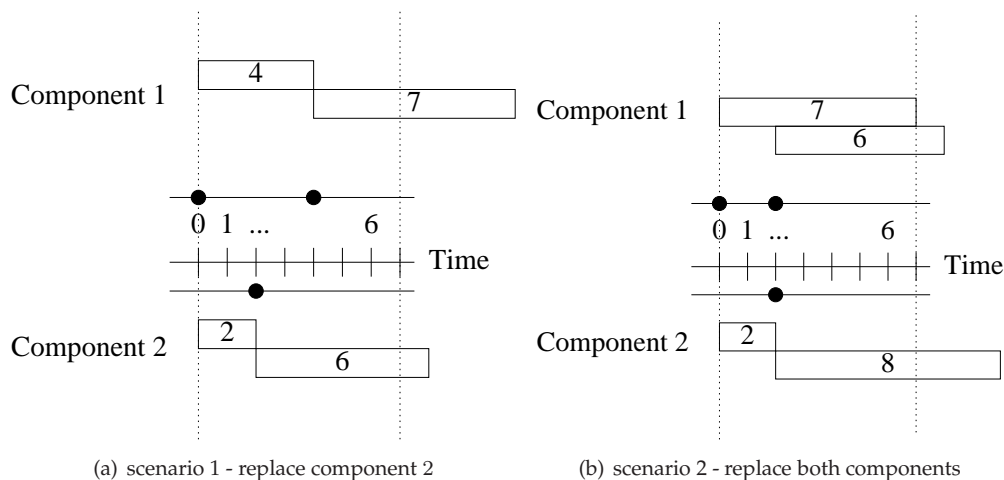 4
Component 1
7
0 1 ... 6
Time
2
Component 2
6
(a) scenario 1 - replace component 2
7
Component 1
6
0 1 ... 6
Time
2
Component 2
8
(b) scenario 2 - replace both components